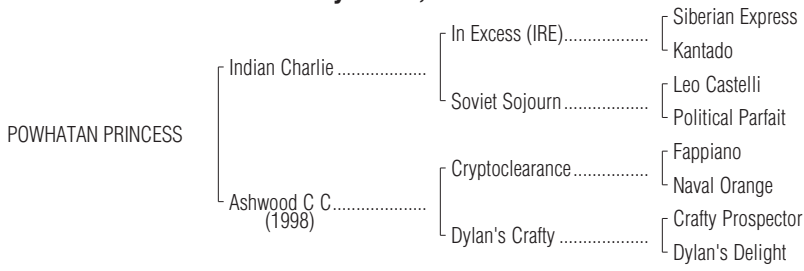 Siberian Express
In Excess (IRE)..................
Kantado
Indian Charlie ...................
Leo Castelli
Soviet Sojourn..................
Political Parfait
POWHATAN PRINCESS
Fappiano
Cryptoclearance................
Naval Orange
Ashwood C C....................
(1998)
Crafty Prospector
Dylan's Crafty ...................
Dylan's Delight